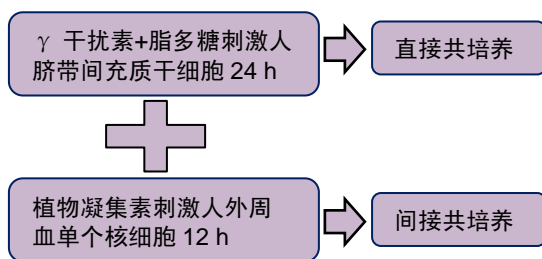 γ 干扰素+脂多糖刺激人
脐带间充质干细胞 24 h
直接共培养
植物凝集素刺激人外周
血单个核细胞 12 h
间接共培养